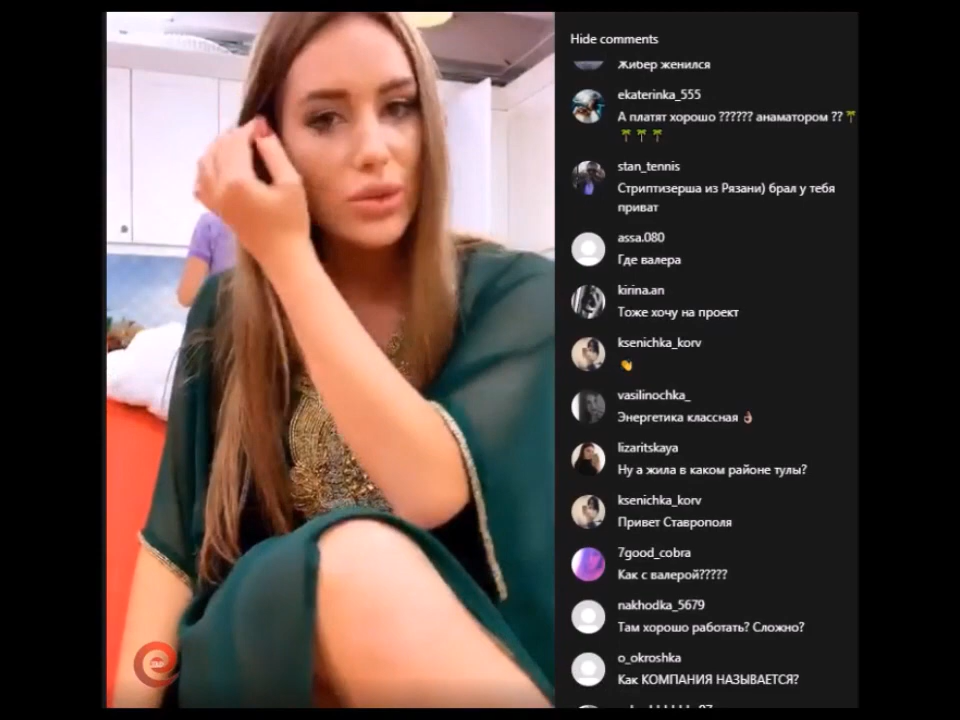 Hide comments
Жибер женился
ekaterinka_555
А платят хорошо ?????? анаматором ??
stan_tennis
Стриптизерша из Рязани) брал у тебя
приват
assa.080
Где валера
kirina.an
Тоже хочу на проект
ksenichka_korv
vasilinochka_
Энергетика классная
lizaritskaya
Ну а жила в каком районе тулы?
ksenichka_korv
Привет Ставрополя
7good_cobra
Как с валерой?????
nakhodka_5679
Там хорошо работать? Сложно?
o_okroshka
Как КОМПАНИЯ НАЗЫВАЕТСЯ?